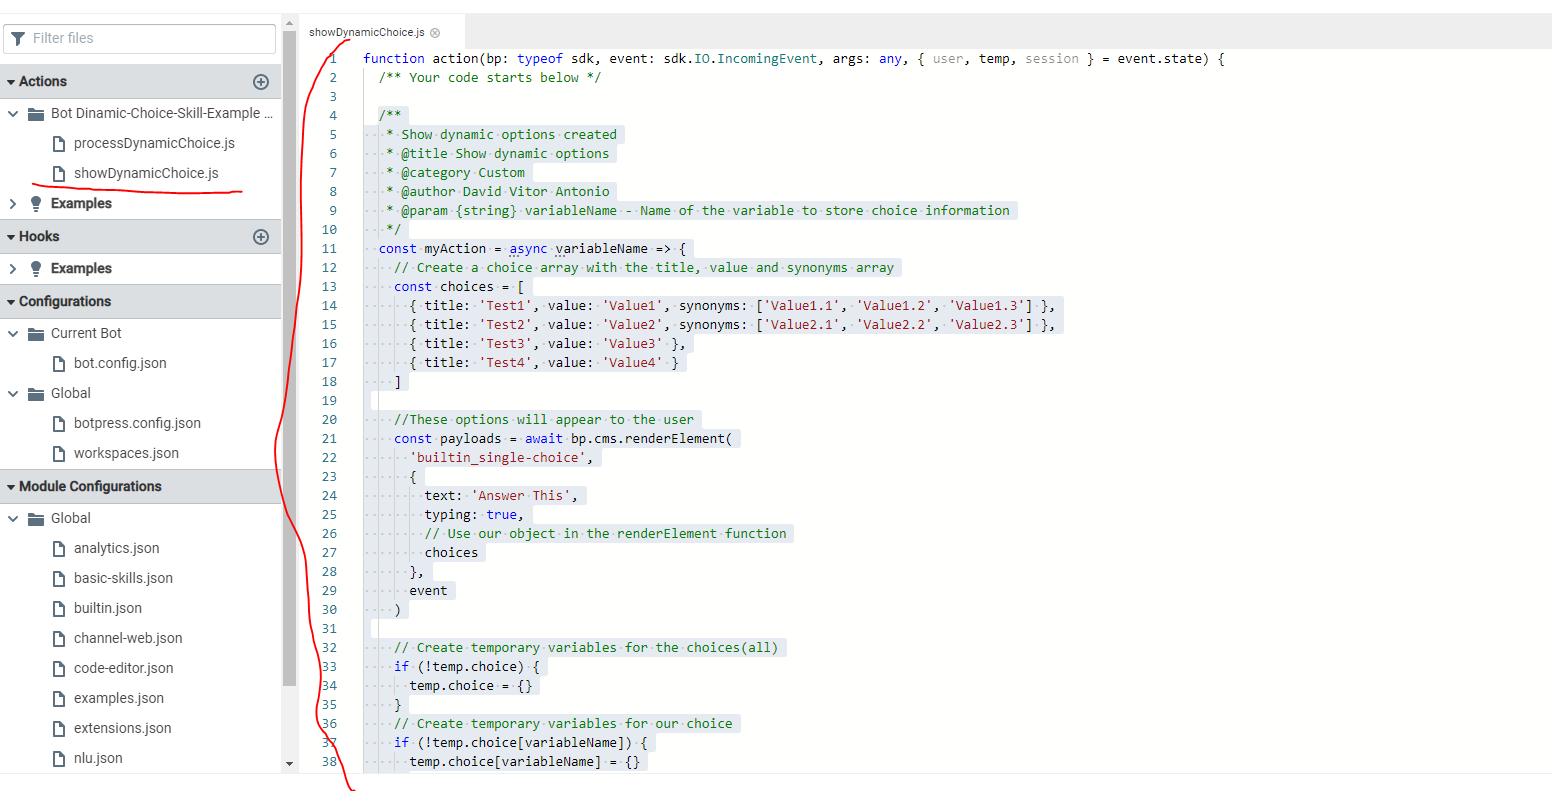 Filter files
Actions
Bot Dinamic-Choice-Skill-Example ...
processDynamicChoice.js
showDynamicChoice.js
Examples
Hooks
Examples
Configurations
Current Bot
bot.config.json
Global
botpress.config.json
workspaces.json
Module Configurations
Global
analytics.json
basic-skills.json
builtin.json
channel-web.json
code-editor.json
examples.json
extensions.json
nlu.json
showDynamicChoice.js
1 function action(bp: typeof sdk, event: sdk.IO.IncomingEvent, args: any, { user, temp, session } = event.state) {
2 /** Your code starts below */
3
4 /**
5 * Show dynamic options created
6 * @title Show dynamic options
7 * @category Custom
8 * @author David Vitor Antonio
9 * @param {string} variableName - Name of the variable to store choice information
10 */
11 const myAction = async variableName => {
12 // Create a choice array with the title, value and synonyms array
13 const choices = [
14 { title: 'Test1', value: 'Value1', synonyms: ['Value1.1', 'Value1.2', 'Value1.3'] },
15 { title: 'Test2', value: 'Value2', synonyms: ['Value2.1', 'Value2.2', 'Value2.3'] },
16 { title: 'Test3', value: 'Value3' },
17 { title: 'Test4', value: 'Value4' }
18 ]
19
20 //These options will appear to the user
21 const payloads = await bp.cms.renderElement(
22 'builtin_single-choice',
23 {
24 text: 'Answer This',
25 typing: true,
26 // Use our object in the renderElement function
27 choices
28 },
29 event
30 )
31
32 // Create temporary variables for the choices(all)
33 if (!temp.choice) {
34 temp.choice = {}
35 }
36 // Create temporary variables for our choice
37 if (!temp.choice[variableName]) {
38 temp.choice[variableName] = {}